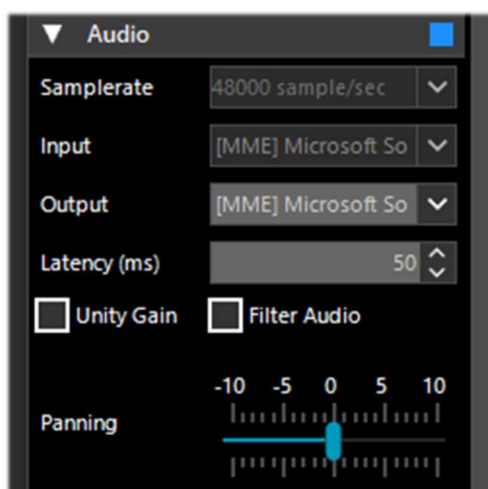 Audio
Samplerate 48000 sample/sec
Input [MME] Microsoft So
Output [MME] Microsoft So
Latency (ms) 50
Unity Gain Filter Audio
-10 -5 0 5 10
Panning